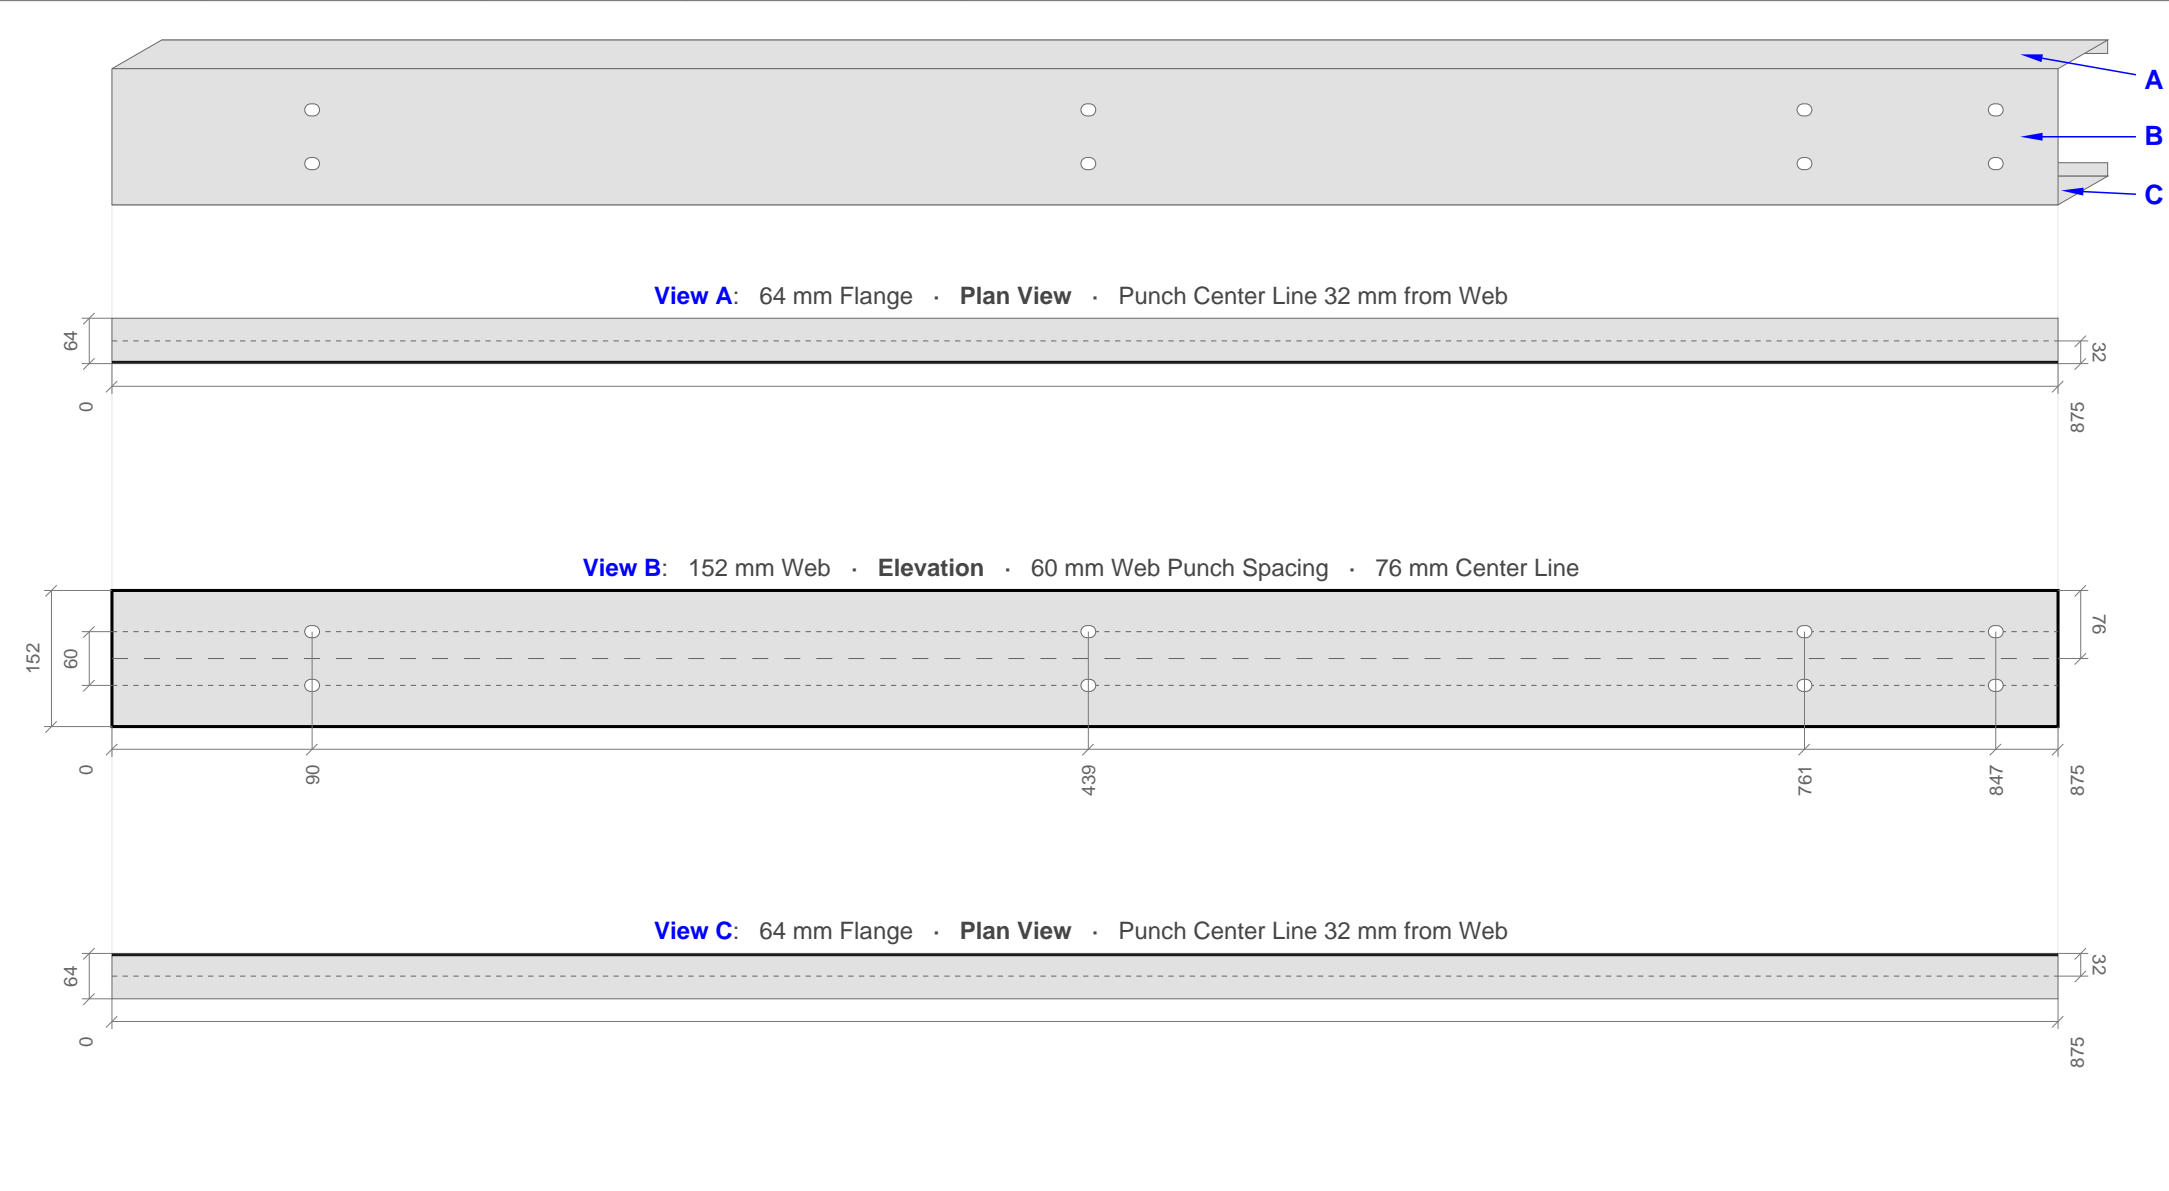 A
B
C
View A: 64 mm Flange · Plan View · Punch Center Line 32 mm from Web
64
32
0
875
View B: 152 mm Web · Elevation · 60 mm Web Punch Spacing · 76 mm Center Line
152
60
76
0
90
439
761
847
875
View C: 64 mm Flange · Plan View · Punch Center Line 32 mm from Web
64
32
0
875